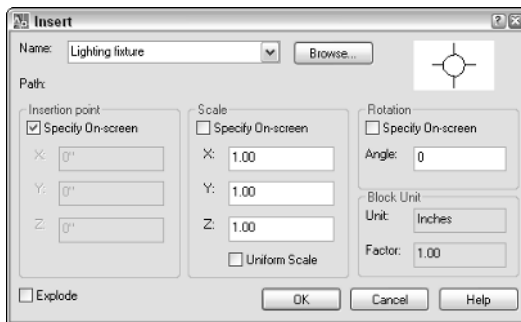 Insert
Name: Lighting fixture Browse...
Path:
Insertion point
Specify On-screen
X: 0"
Y: 0"
Z: 0"
Scale
Specify On-screen
X: 1.00
Y: 1.00
Z: 1.00
Uniform Scale
Rotation
Specify On-screen
Angle: 0
Block Unit
Unit: Inches
Factor: 1.00
Explode
OK Cancel Help